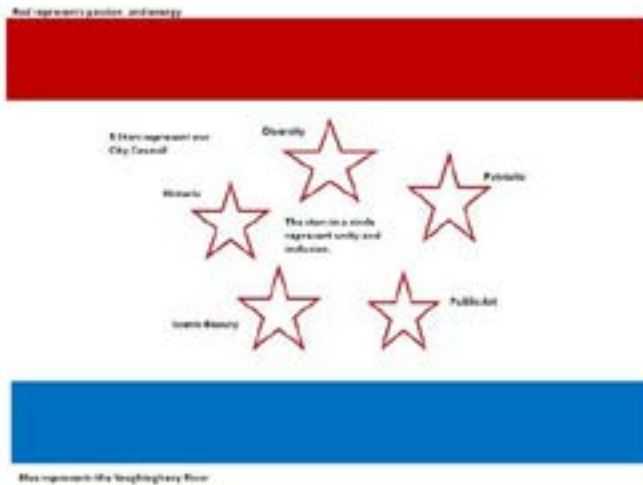 Red represents passion and energy
Diversity
5 Stars represent our
City Council
Patriotic
Historic
The stars in a circle
represent unity and
inclusion.
Public Art
Scenic Beauty
Blue represents the Youghiogheny River